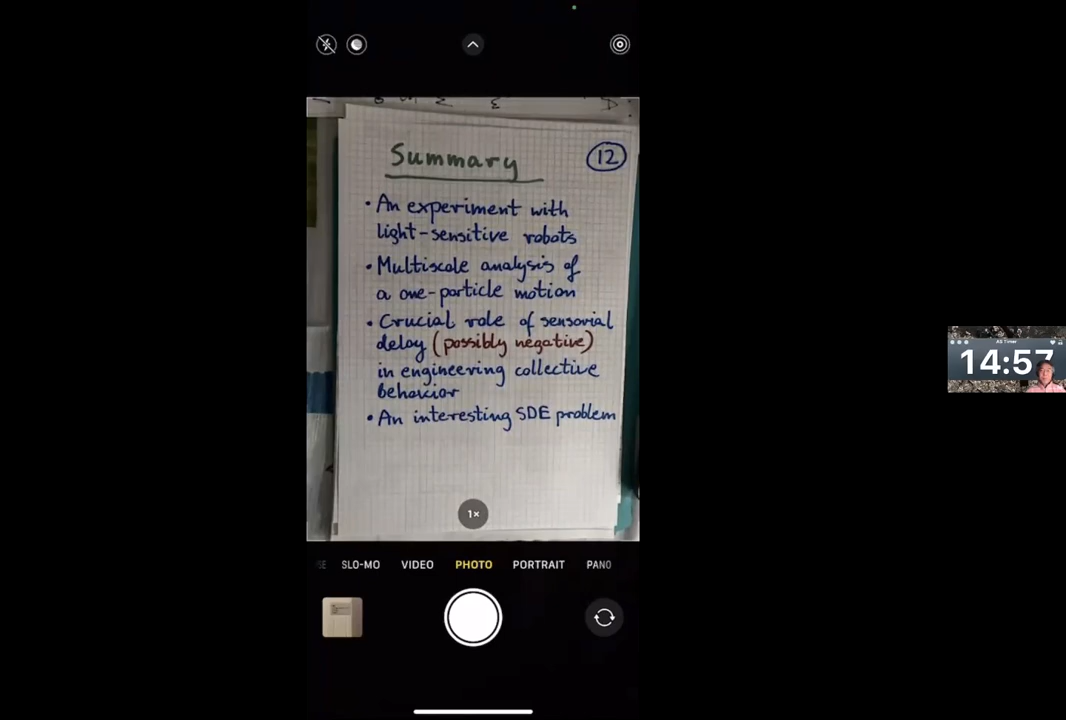 Summary
12
• An experiment with
light-sensitive robots
• Multiscale analysis of
a one-particle motion
• Crucial role of sensorial
delay (possibly negative)
in engineering collective
behavior
• An interesting SDE problem
1×
SLO-MO
VIDEO
PHOTO
PORTRAIT
PANO
AS Timer
14:57